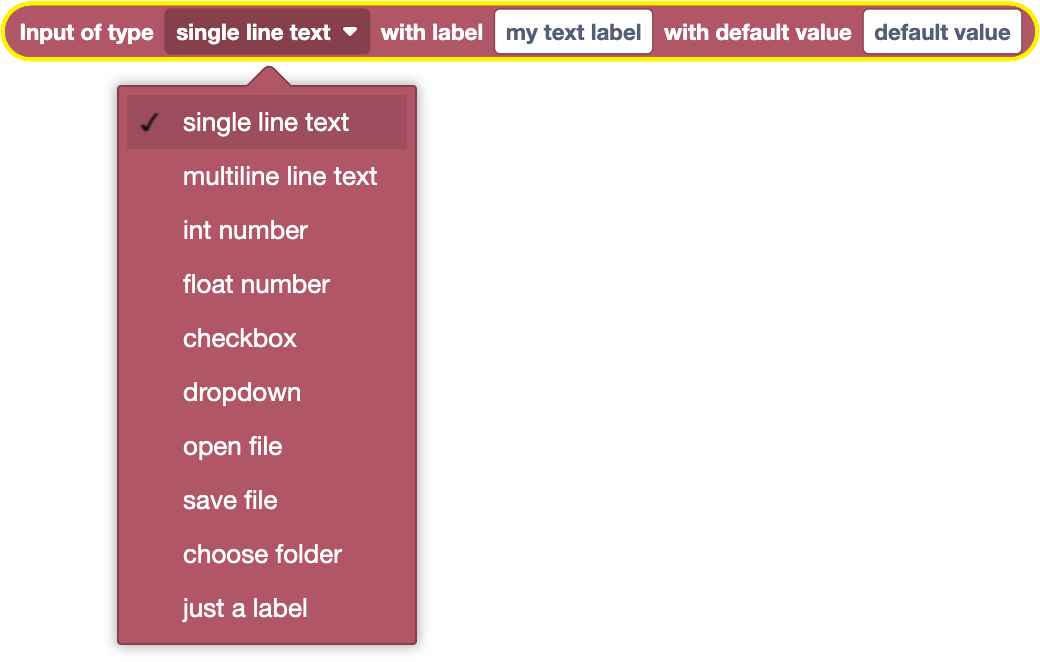 Input of type single line text with label my text label with default value default value
single line text
multiline line text
int number
float number
checkbox
dropdown
open file
save file
choose folder
just a label